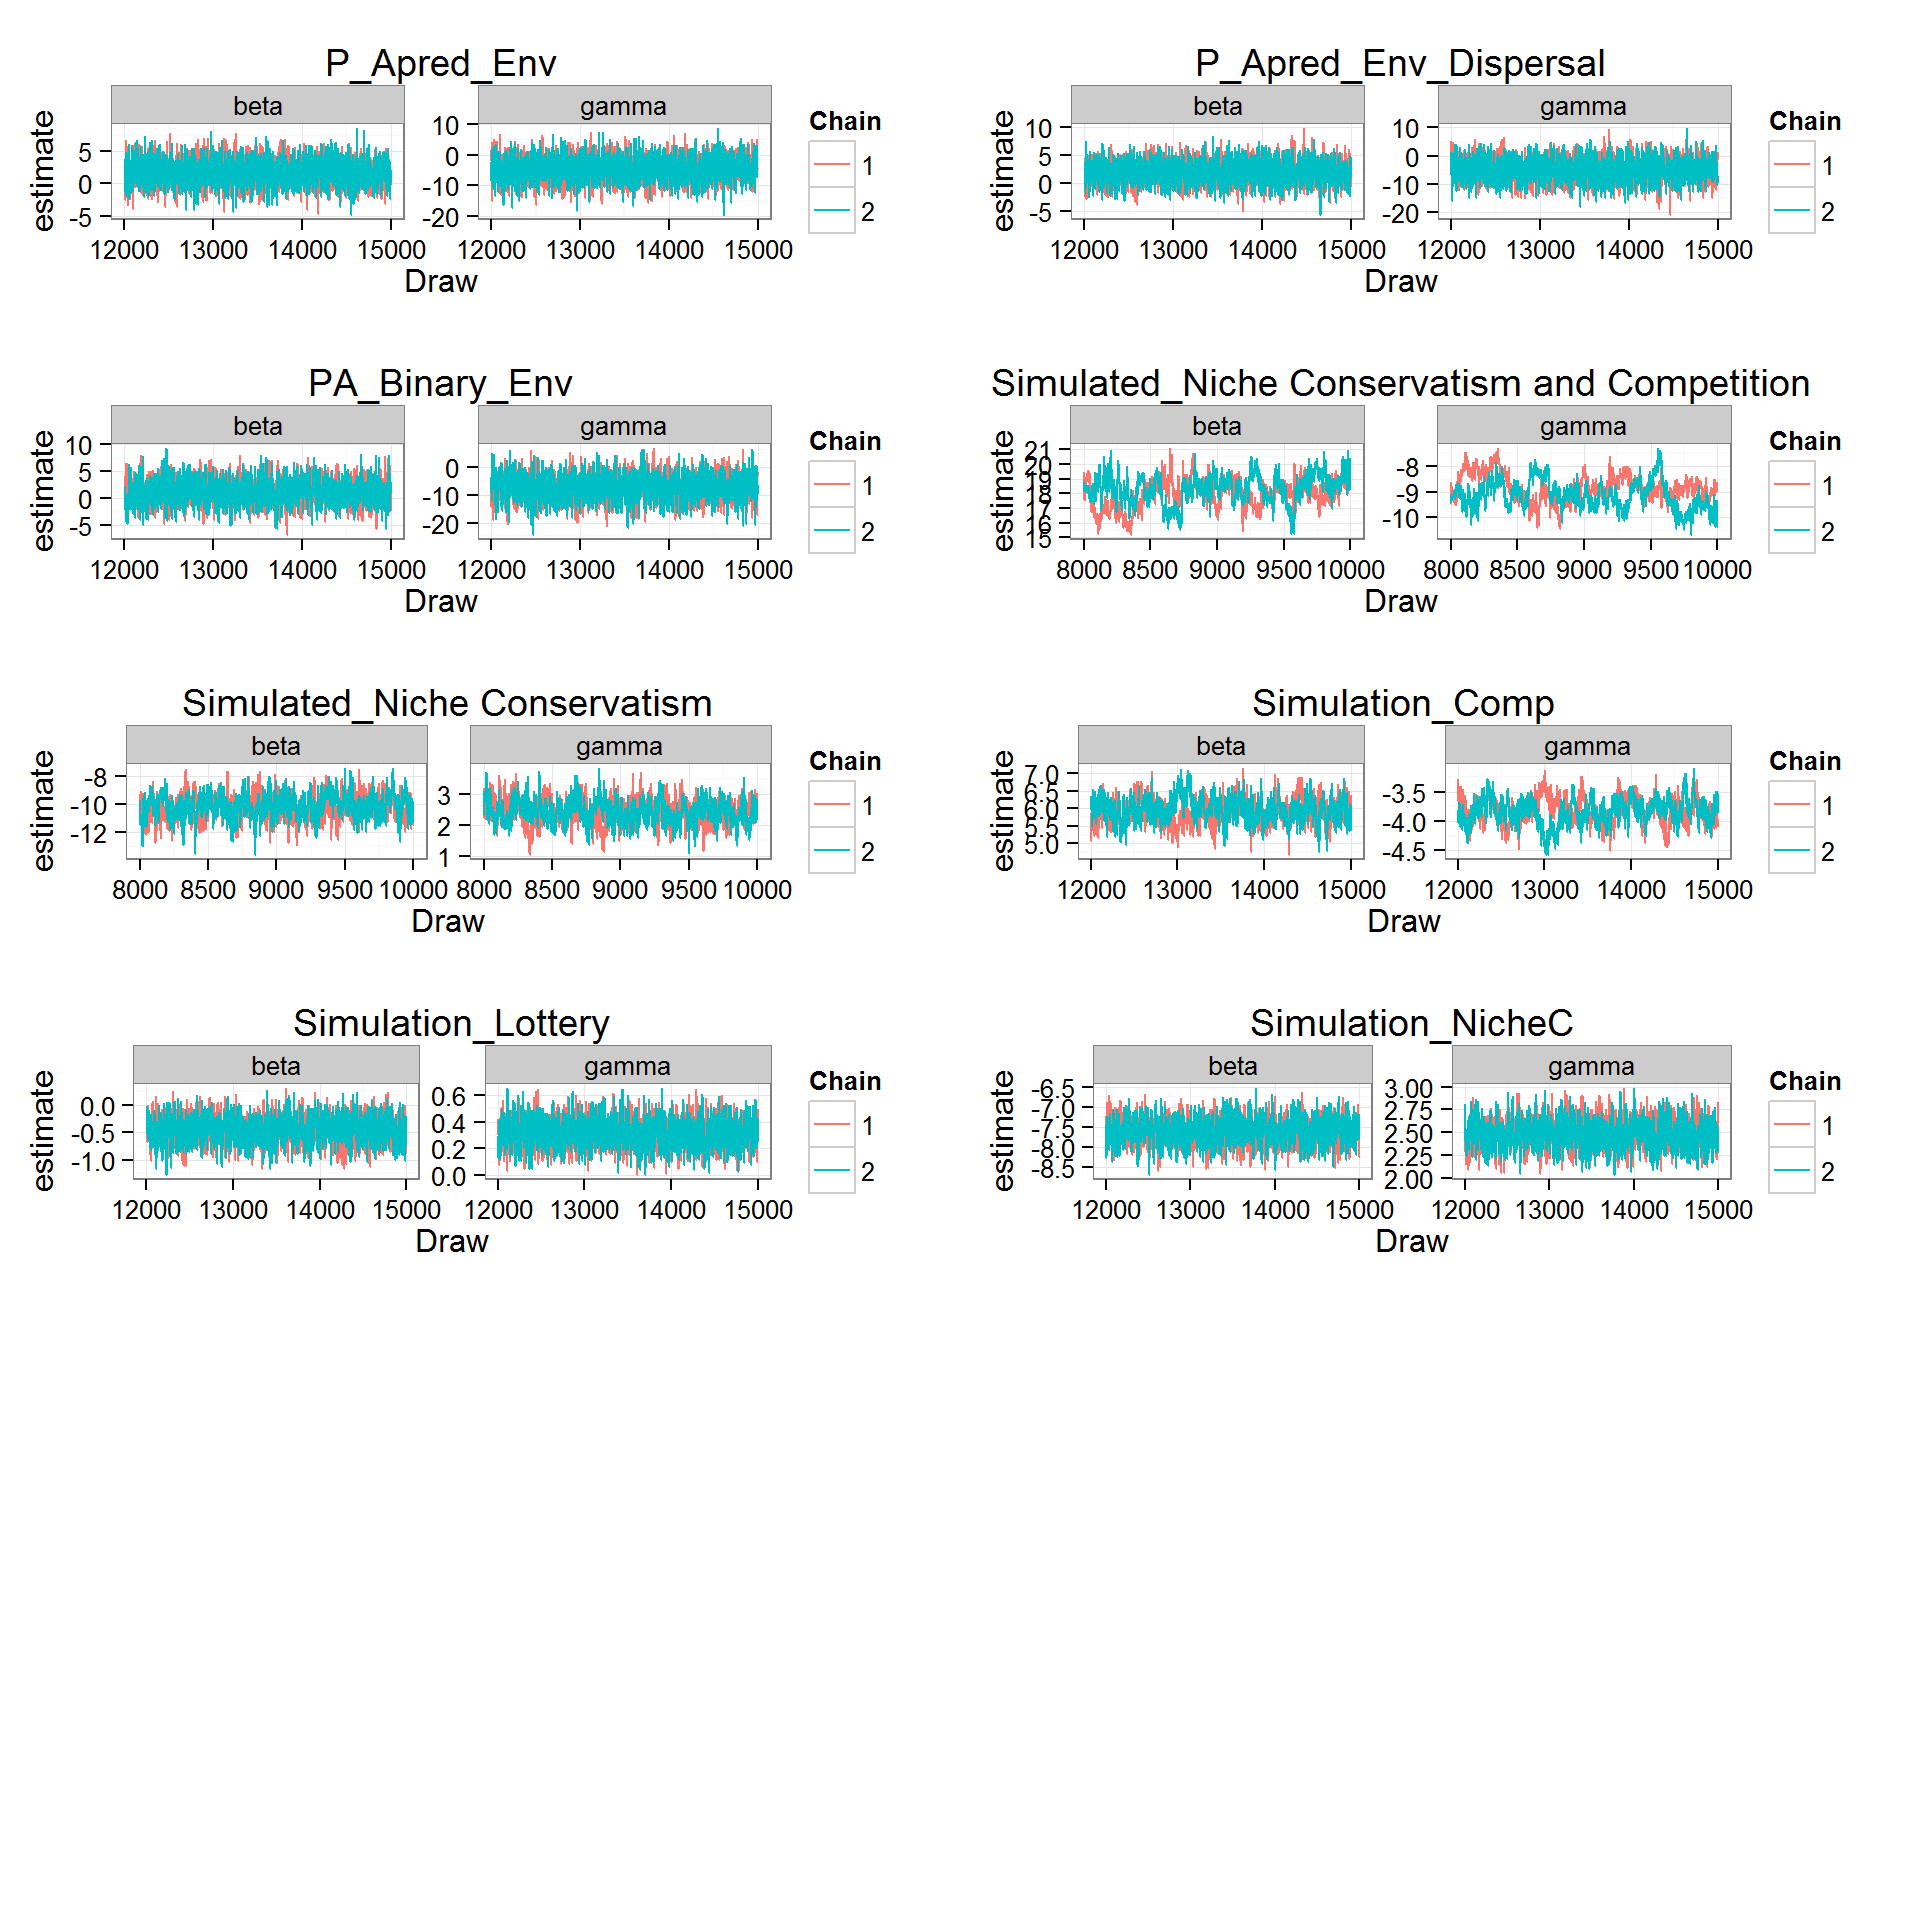 P_Apred_Env
beta
gamma
estimate
5
0
-5
10
0
-10
-20
12000 13000 14000 15000
12000 13000 14000 15000
Draw
Chain
1
2
P_Apred_Env_Dispersal
beta
gamma
estimate
10
5
0
-5
10
0
-10
-20
12000 13000 14000 15000
12000 13000 14000 15000
Draw
Chain
1
2
PA_Binary_Env
beta
gamma
estimate
10
5
0
-5
0
-10
-20
12000 13000 14000 15000
12000 13000 14000 15000
Draw
Chain
1
2
Simulated_Niche Conservatism and Competition
beta
gamma
estimate
21
20
19
18
17
16
15
-8
-9
-10
8000 8500 9000 9500 10000
8000 8500 9000 9500 10000
Draw
Chain
1
2
Simulated_Niche Conservatism
beta
gamma
estimate
-8
-10
-12
3
2
1
8000 8500 9000 9500 10000
8000 8500 9000 9500 10000
Draw
Chain
1
2
Simulation_Comp
beta
gamma
estimate
7.0
6.5
6.0
5.5
5.0
-3.5
-4.0
-4.5
12000 13000 14000 15000
12000 13000 14000 15000
Draw
Chain
1
2
Simulation_Lottery
beta
gamma
estimate
0.0
-0.5
-1.0
0.6
0.4
0.2
0.0
12000 13000 14000 15000
12000 13000 14000 15000
Draw
Chain
1
2
Simulation_NicheC
beta
gamma
estimate
-6.5
-7.0
-7.5
-8.0
-8.5
3.00
2.75
2.50
2.25
2.00
12000 13000 14000 15000
12000 13000 14000 15000
Draw
Chain
1
2